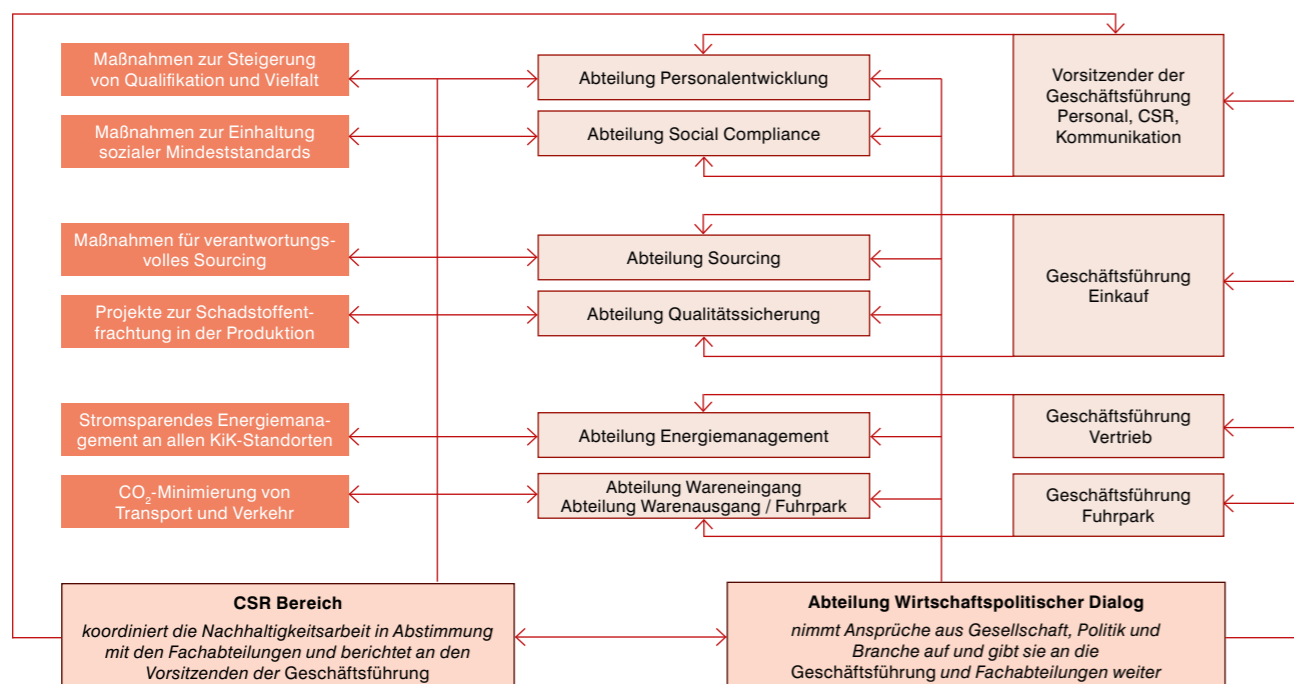 Maßnahmen zur Steigerung
von Qualifikation und Vielfalt
Abteilung Personalentwicklung
Vorsitzender der
Geschäftsführung
Personal, CSR,
Kommunikation
Maßnahmen zur Einhaltung
sozialer Mindeststandards
Abteilung Social Compliance
Maßnahmen für verantwortungs-
volles Sourcing
Abteilung Sourcing
Geschäftsführung
Einkauf
Projekte zur Schadstoffent-
frachtung in der Produktion
Abteilung Qualitätssicherung
Stromsparendes Energiemana-
gement an allen KiK-Standorten
Abteilung Energiemanagement
Geschäftsführung
Vertrieb
CO₂-Minimierung von
Transport und Verkehr
Abteilung Wareneingang
Abteilung Warenausgang / Fuhrpark
Geschäftsführung
Fuhrpark
CSR Bereich
koordiniert die Nachhaltigkeitsarbeit in Abstimmung
mit den Fachabteilungen und berichtet an den
Vorsitzenden der Geschäftsführung
Abteilung Wirtschaftspolitischer Dialog
nimmt Ansprüche aus Gesellschaft, Politik und
Branche auf und gibt sie an die
Geschäftsführung und Fachabteilungen weiter